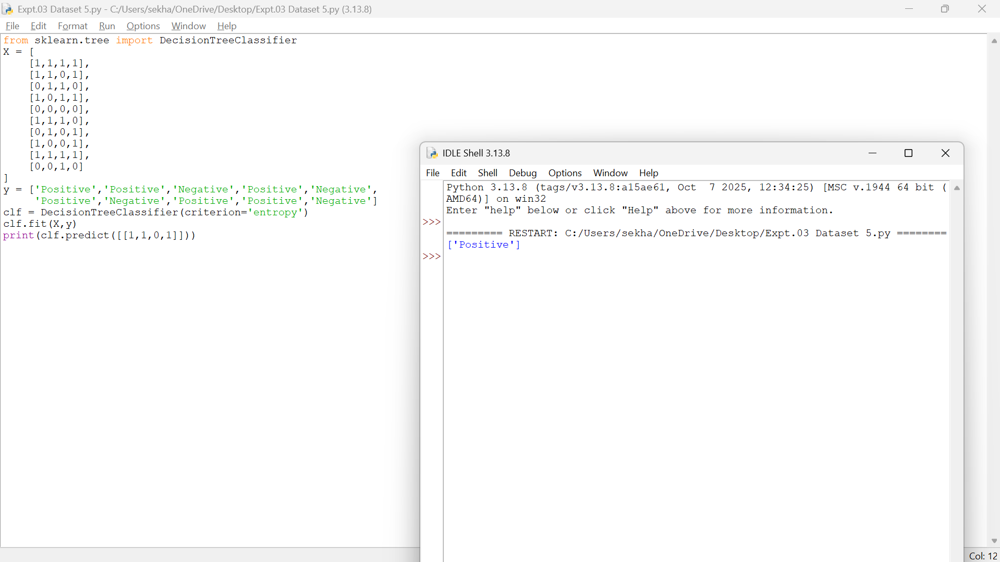 Expt.03 Dataset 5.py - C:/Users/sekha/OneDrive/Desktop/Expt.03 Dataset 5.py (3.13.8)
File Edit Format Run Options Window Help
from sklearn.tree import DecisionTreeClassifier
X = [
    [1,1,1,1],
    [1,1,0,1],
    [0,1,1,0],
    [1,0,1,1],
    [0,0,0,0],
    [1,1,1,0],
    [0,1,0,1],
    [1,0,0,1],
    [1,1,1,1],
    [0,0,1,0]
]
y = ['Positive','Positive','Negative','Positive','Negative',
     'Positive','Negative','Positive','Positive','Negative']
clf = DecisionTreeClassifier(criterion='entropy')
clf.fit(X,y)
print(clf.predict([[1,1,0,1]]))
IDLE Shell 3.13.8
File Edit Shell Debug Options Window Help
Python 3.13.8 (tags/v3.13.8:a15ae61, Oct  7 2025, 12:34:25) [MSC v.1944 64 bit (
AMD64)] on win32
Enter "help" below or click "Help" above for more information.
>>>
========= RESTART: C:/Users/sekha/OneDrive/Desktop/Expt.03 Dataset 5.py ========
['Positive']
>>>
Col: 12